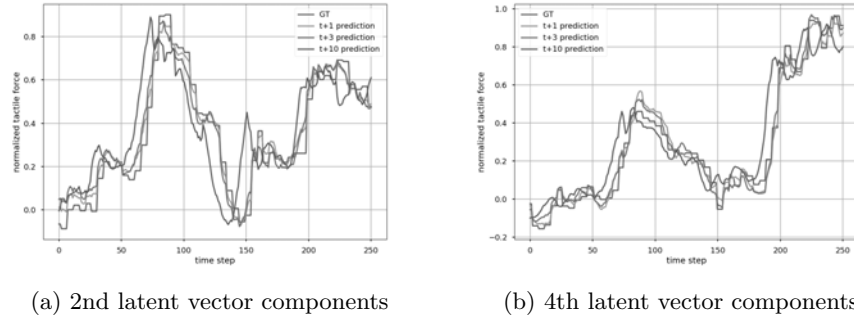 GT
t+1 prediction
t+3 prediction
t+10 prediction
normalized tactile force
0.8
0.6
0.4
0.2
0.0
0
50
100
150
200
250
time step
GT
t+1 prediction
t+3 prediction
t+10 prediction
normalized tactile force
1.0
0.8
0.6
0.4
0.2
0.0
−0.2
0
50
100
150
200
250
time step
(a) 2nd latent vector components
(b) 4th latent vector components